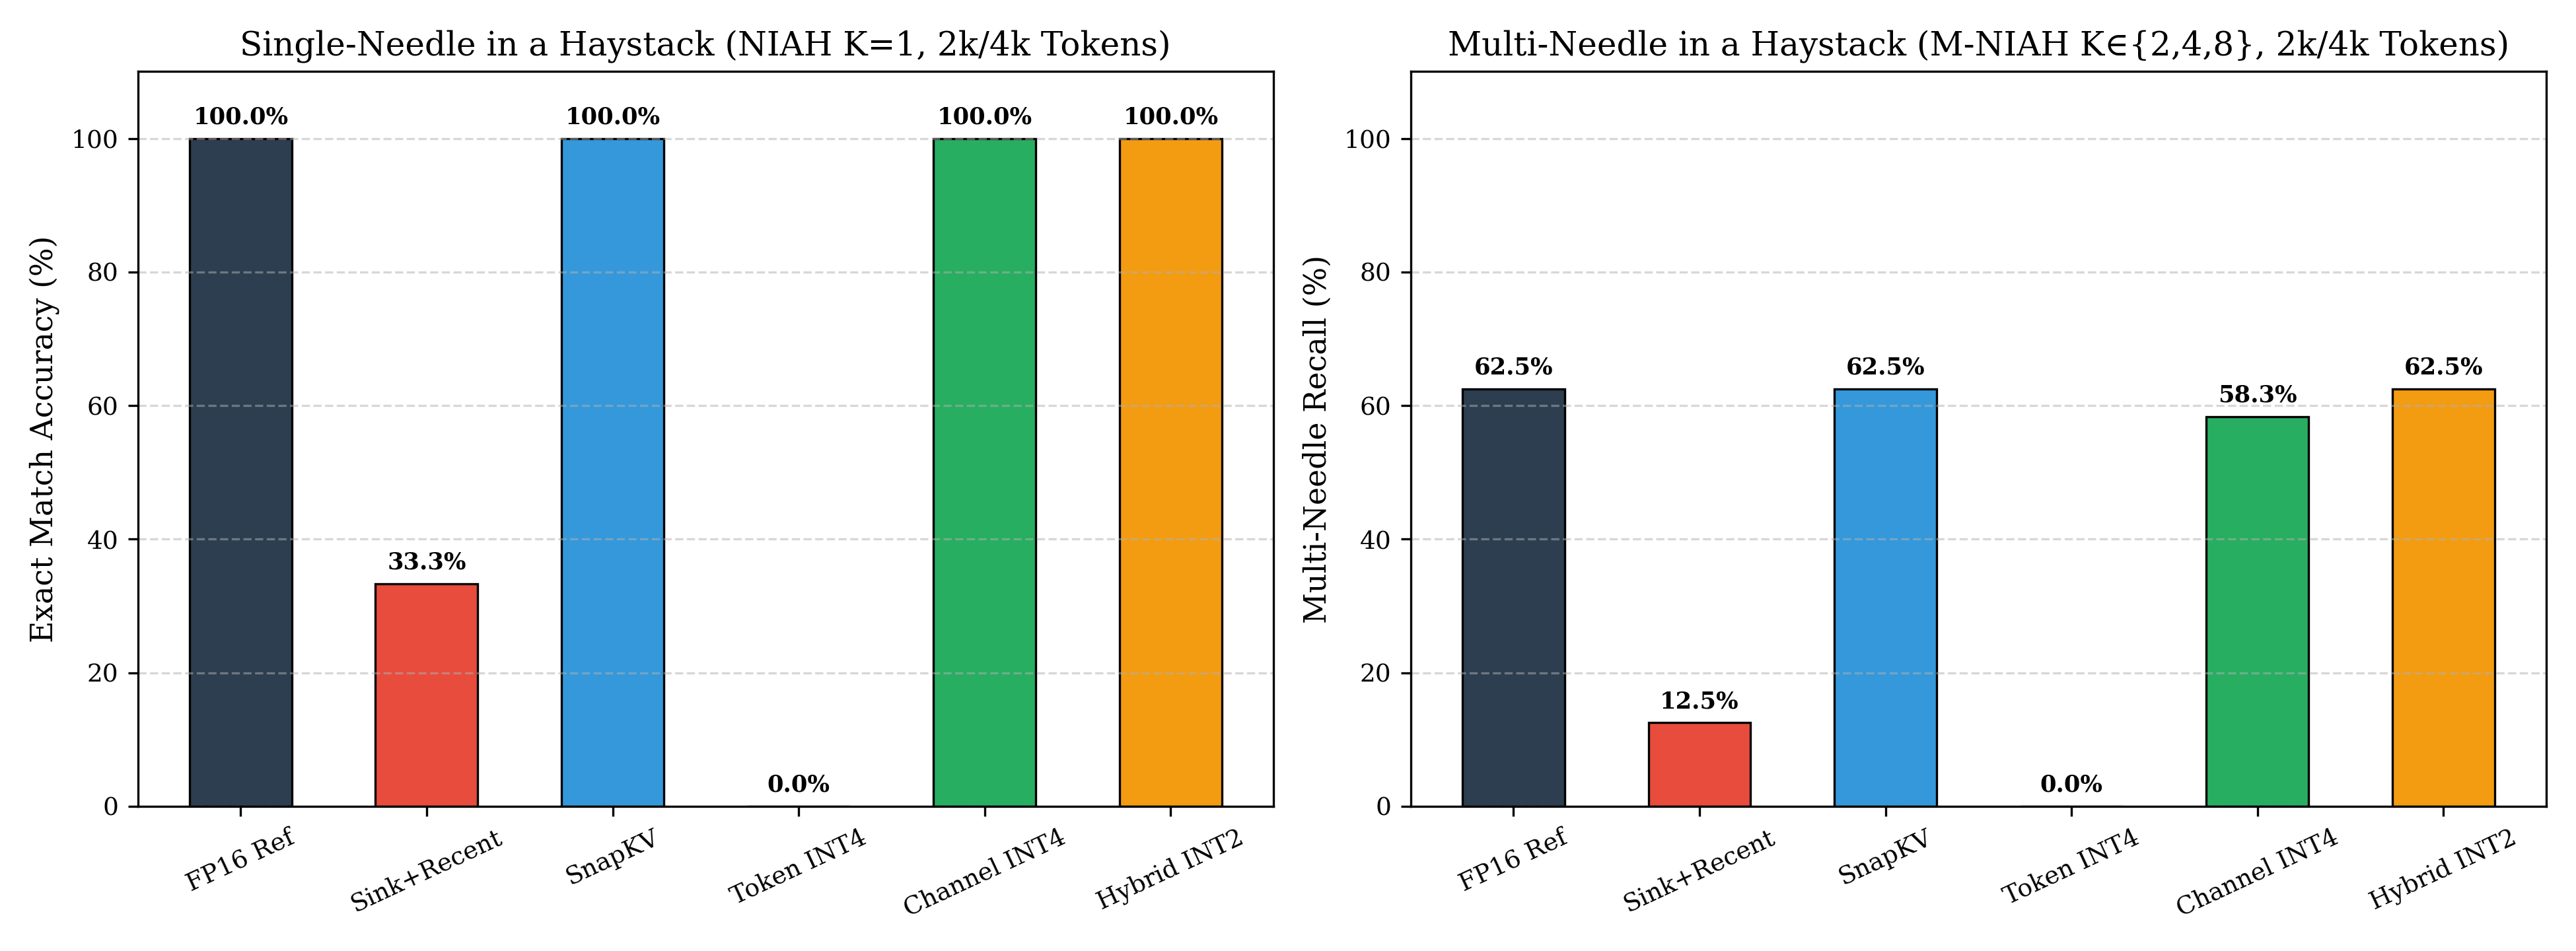 Single-Needle in a Haystack (NIAH K=1, 2k/4k Tokens)
Exact Match Accuracy (%)
100
80
60
40
20
0
100.0%
33.3%
100.0%
0.0%
100.0%
100.0%
FP16 Ref
Sink+Recent
SnapKV
Token INT4
Channel INT4
Hybrid INT2
Multi-Needle in a Haystack (M-NIAH K∈{2,4,8}, 2k/4k Tokens)
Multi-Needle Recall (%)
100
80
60
40
20
0
62.5%
12.5%
62.5%
0.0%
58.3%
62.5%
FP16 Ref
Sink+Recent
SnapKV
Token INT4
Channel INT4
Hybrid INT2